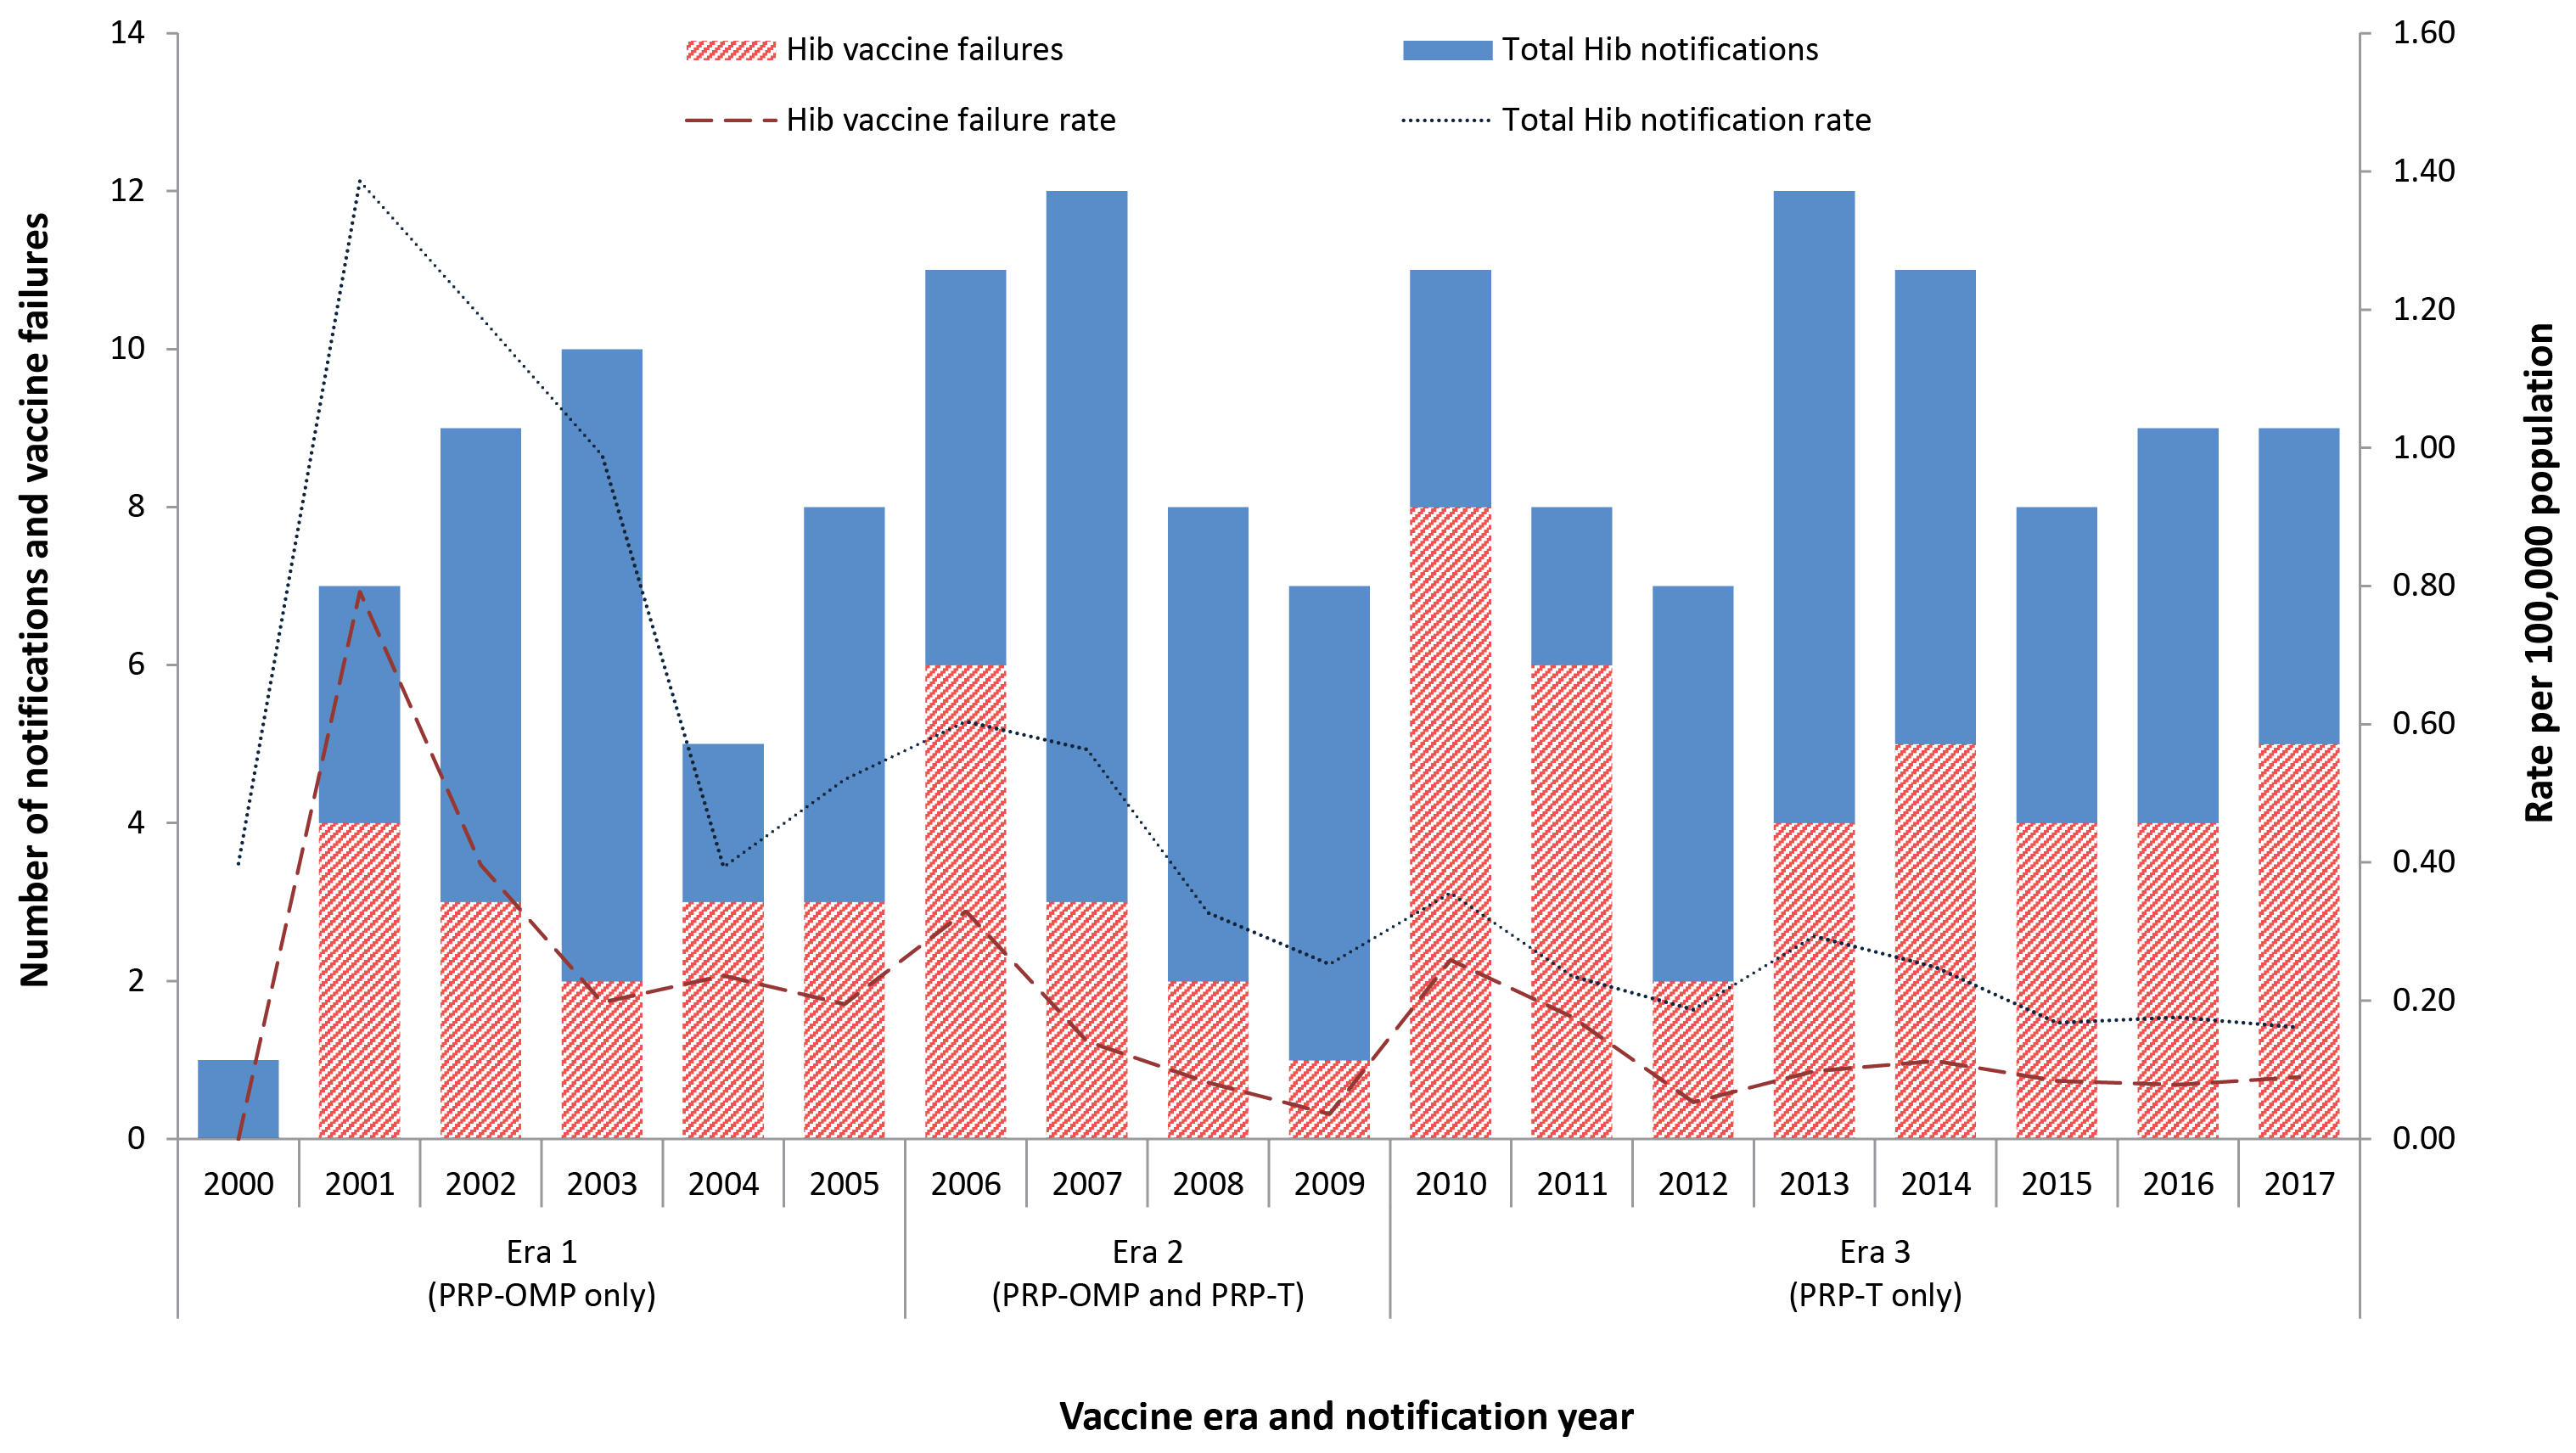 Hib vaccine failures
Total Hib notifications
Hib vaccine failure rate
Total Hib notification rate
Number of notifications and vaccine failures
14
12
10
8
6
4
2
0
1.60
1.40
1.20
1.00
0.80
0.60
0.40
0.20
0.00
Rate per 100,000 population
2000 2001 2002 2003 2004 2005 2006 2007 2008 2009 2010 2011 2012 2013 2014 2015 2016 2017
Era 1
(PRP-OMP only)
Era 2
(PRP-OMP and PRP-T)
Era 3
(PRP-T only)
Vaccine era and notification year